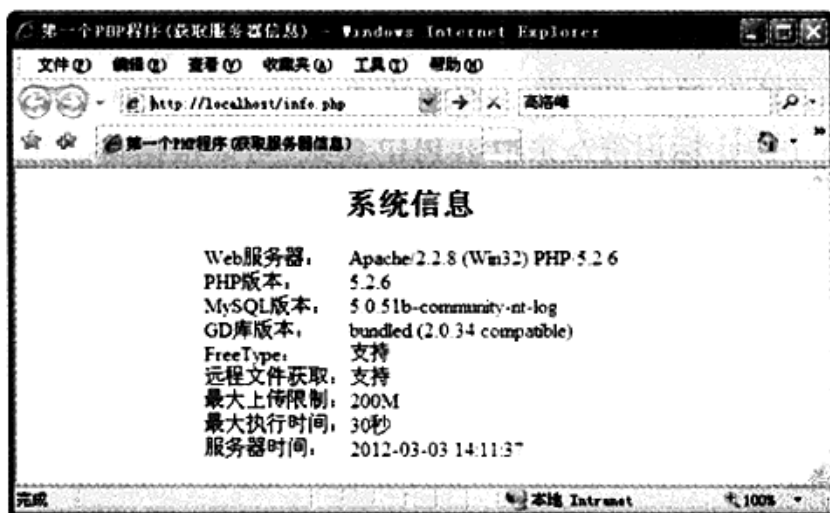 第一个PHP程序(获取服务器信息) - Windows Internet Explorer
文件(F) 编辑(E) 查看(V) 收藏夹(A) 工具(T) 帮助(H)
http://localhost/info.php 高洛峰
第一个PHP程序(获取服务器信息)
系统信息
Web服务器： Apache/2.2.8 (Win32) PHP/5.2.6
PHP版本： 5.2.6
MySQL版本： 5.0.51b-community-nt-log
GD库版本： bundled (2.0.34 compatible)
FreeType： 支持
远程文件获取： 支持
最大上传限制： 200M
最大执行时间： 30秒
服务器时间： 2012-03-03 14:11:37
完成 本地 Intranet 100%